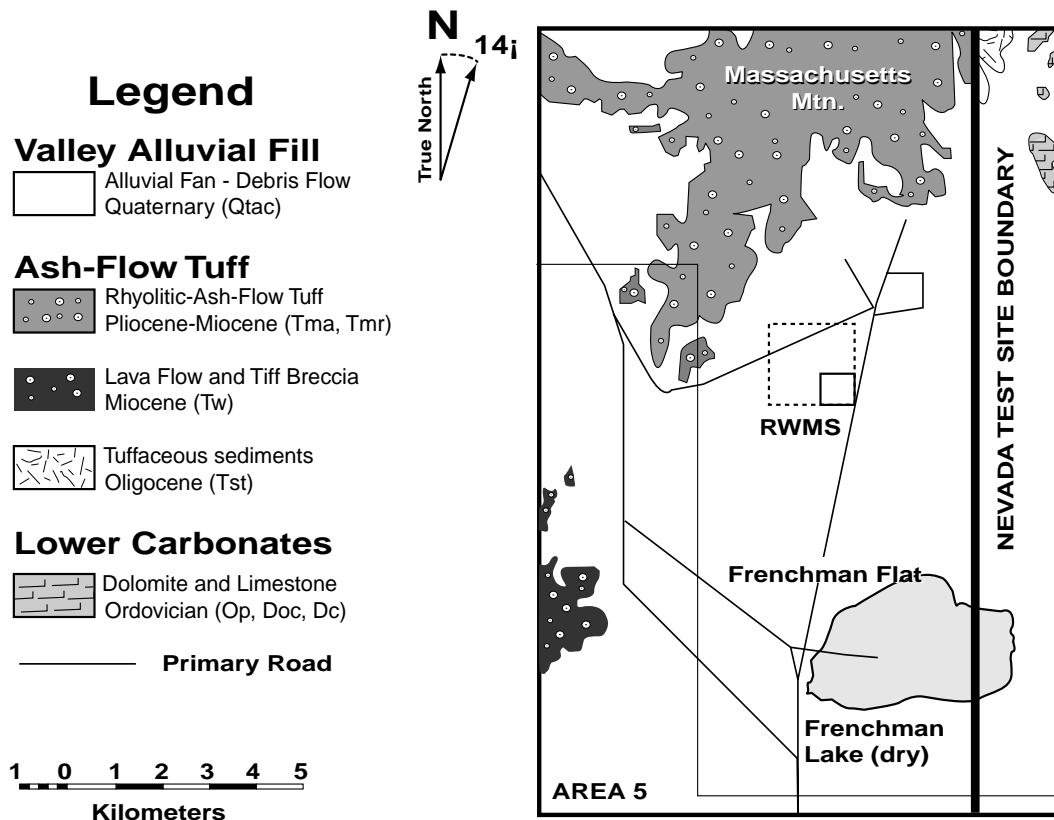 N
14¡
True North
Legend
Valley Alluvial Fill
Alluvial Fan - Debris Flow
Quaternary (Qtac)
Ash-Flow Tuff
Rhyolitic-Ash-Flow Tuff
Pliocene-Miocene (Tma, Tmr)
Lava Flow and Tiff Breccia
Miocene (Tw)
Tuffaceous sediments
Oligocene (Tst)
Lower Carbonates
Dolomite and Limestone
Ordovician (Op, Doc, Dc)
Primary Road
1 0 1 2 3 4 5
Kilometers
Massachusetts
Mtn.
NEVADA TEST SITE BOUNDARY
RWMS
Frenchman Flat
Frenchman
Lake (dry)
AREA 5